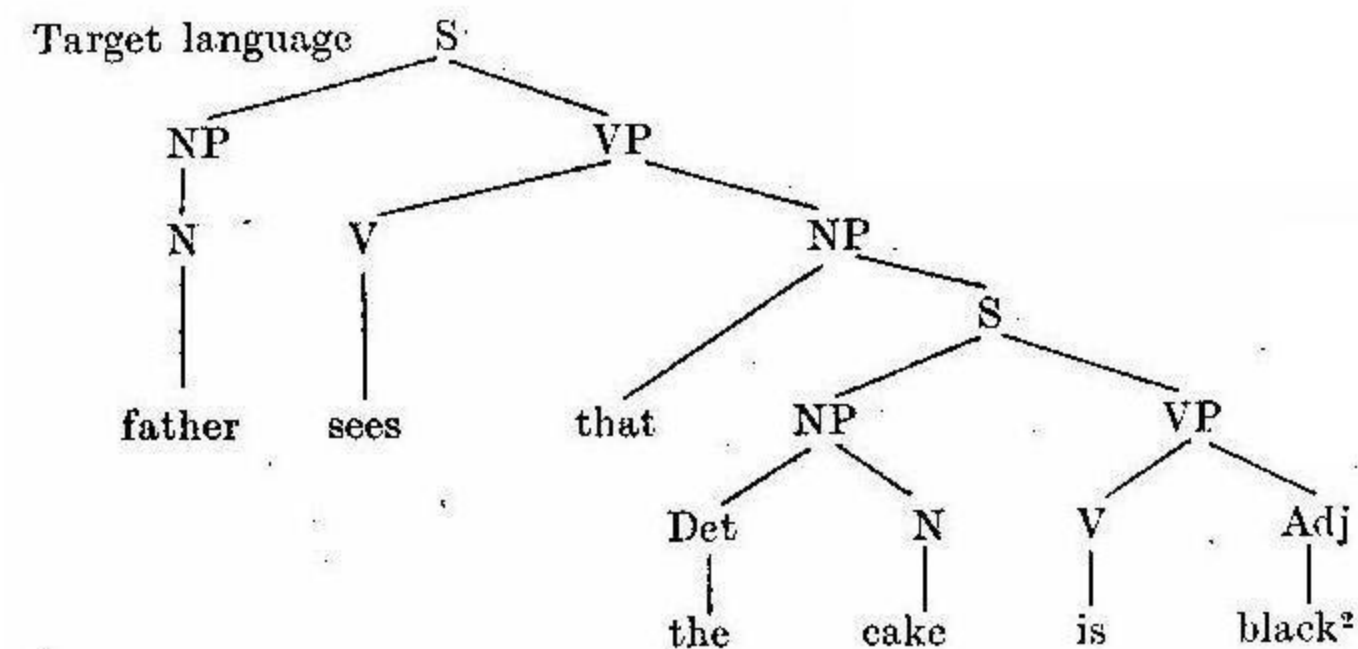 Target language S
NP VP
N V NP
S
father sees that NP VP
Det N V Adj
the cake is black²